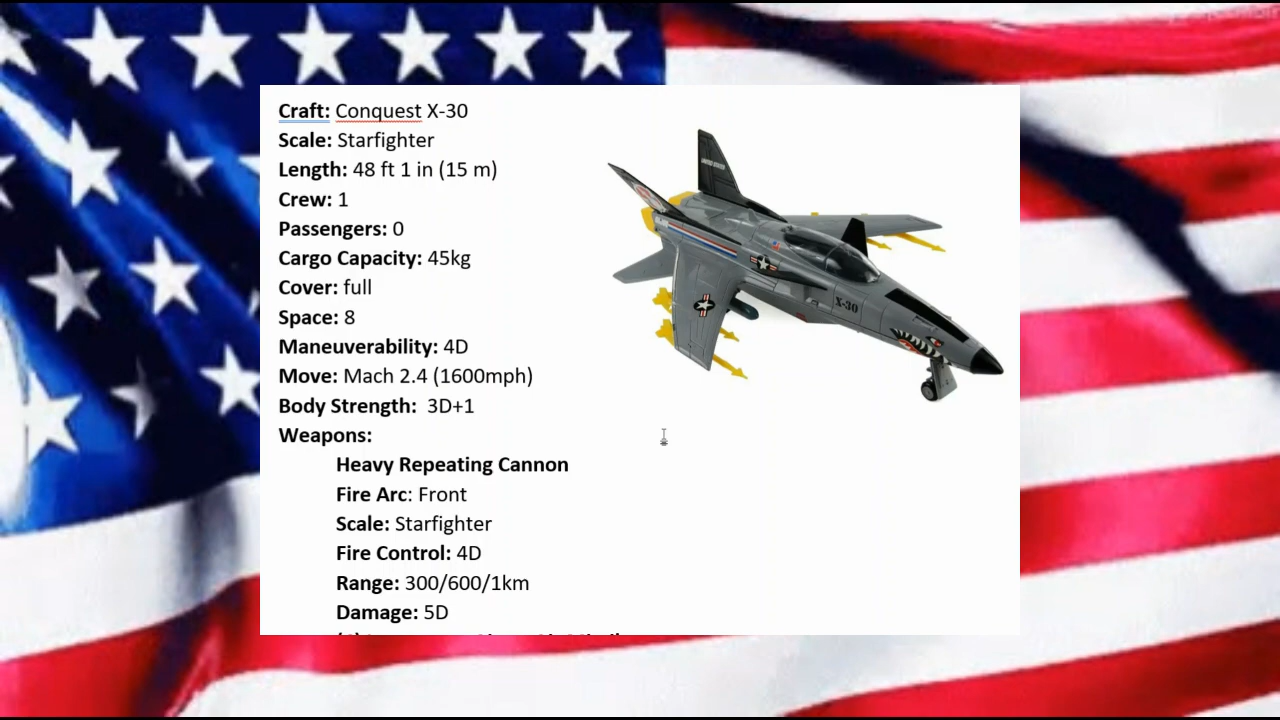 Craft: Conquest X-30
Scale: Starfighter
Length: 48 ft 1 in (15 m)
Crew: 1
Passengers: 0
Cargo Capacity: 45kg
Cover: full
Space: 8
Maneuverability: 4D
Move: Mach 2.4 (1600mph)
Body Strength:  3D+1
Weapons:
Heavy Repeating Cannon
Fire Arc: Front
Scale: Starfighter
Fire Control: 4D
Range: 300/600/1km
Damage: 5D
UNITED STATES
X-30